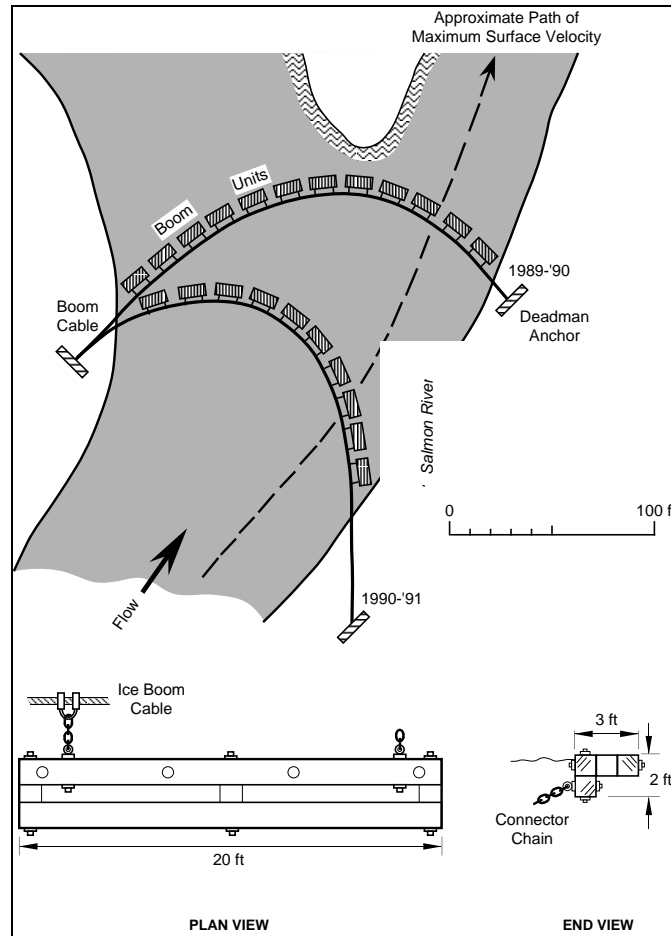 Approximate Path of
Maximum Surface Velocity
Boom
Units
1989-'90
Boom
Cable
Deadman
Anchor
Salmon River
0
100 ft
Flow
1990-'91
Ice Boom
Cable
3 ft
2 ft
Connector
Chain
20 ft
PLAN VIEW
END VIEW